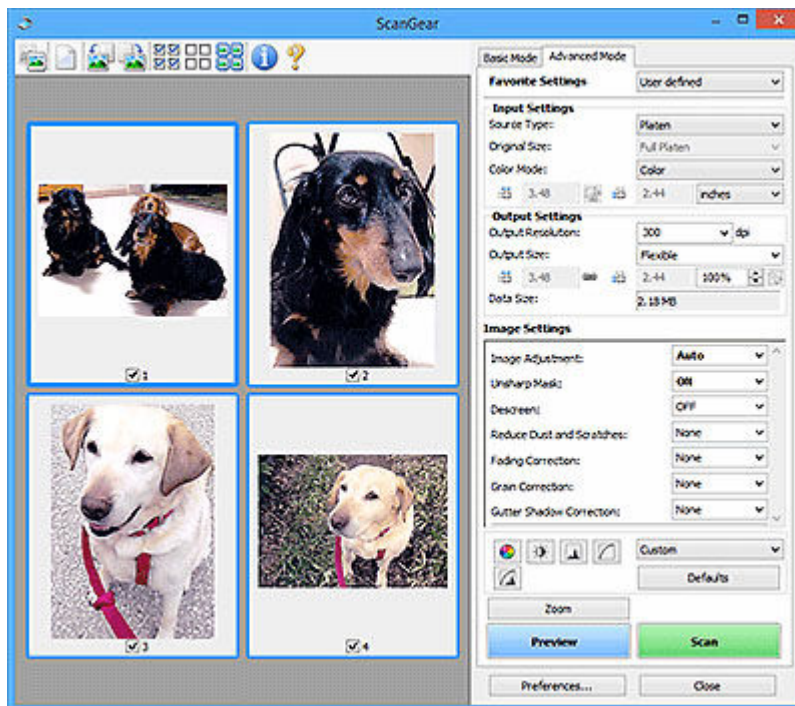 ScanGear
Basic Mode Advanced Mode
Favorite Settings User defined
Input Settings
Source Type: Platen
Original Size: Full Platen
Color Mode: Color
3.48 2.44 inches
Output Settings
Output Resolution: 300 dpi
Output Size: Flexible
3.48 2.44 100%
Data Size: 2.18 MB
Image Settings
Image Adjustment: Auto
Unsharp Mask: ON
Descreen: OFF
Reduce Dust and Scratches: None
Fading Correction: None
Grain Correction: None
Gutter Shadow Correction: None
Custom
Defaults
Zoom
Preview Scan
Preferences... Close
1
2
3
4